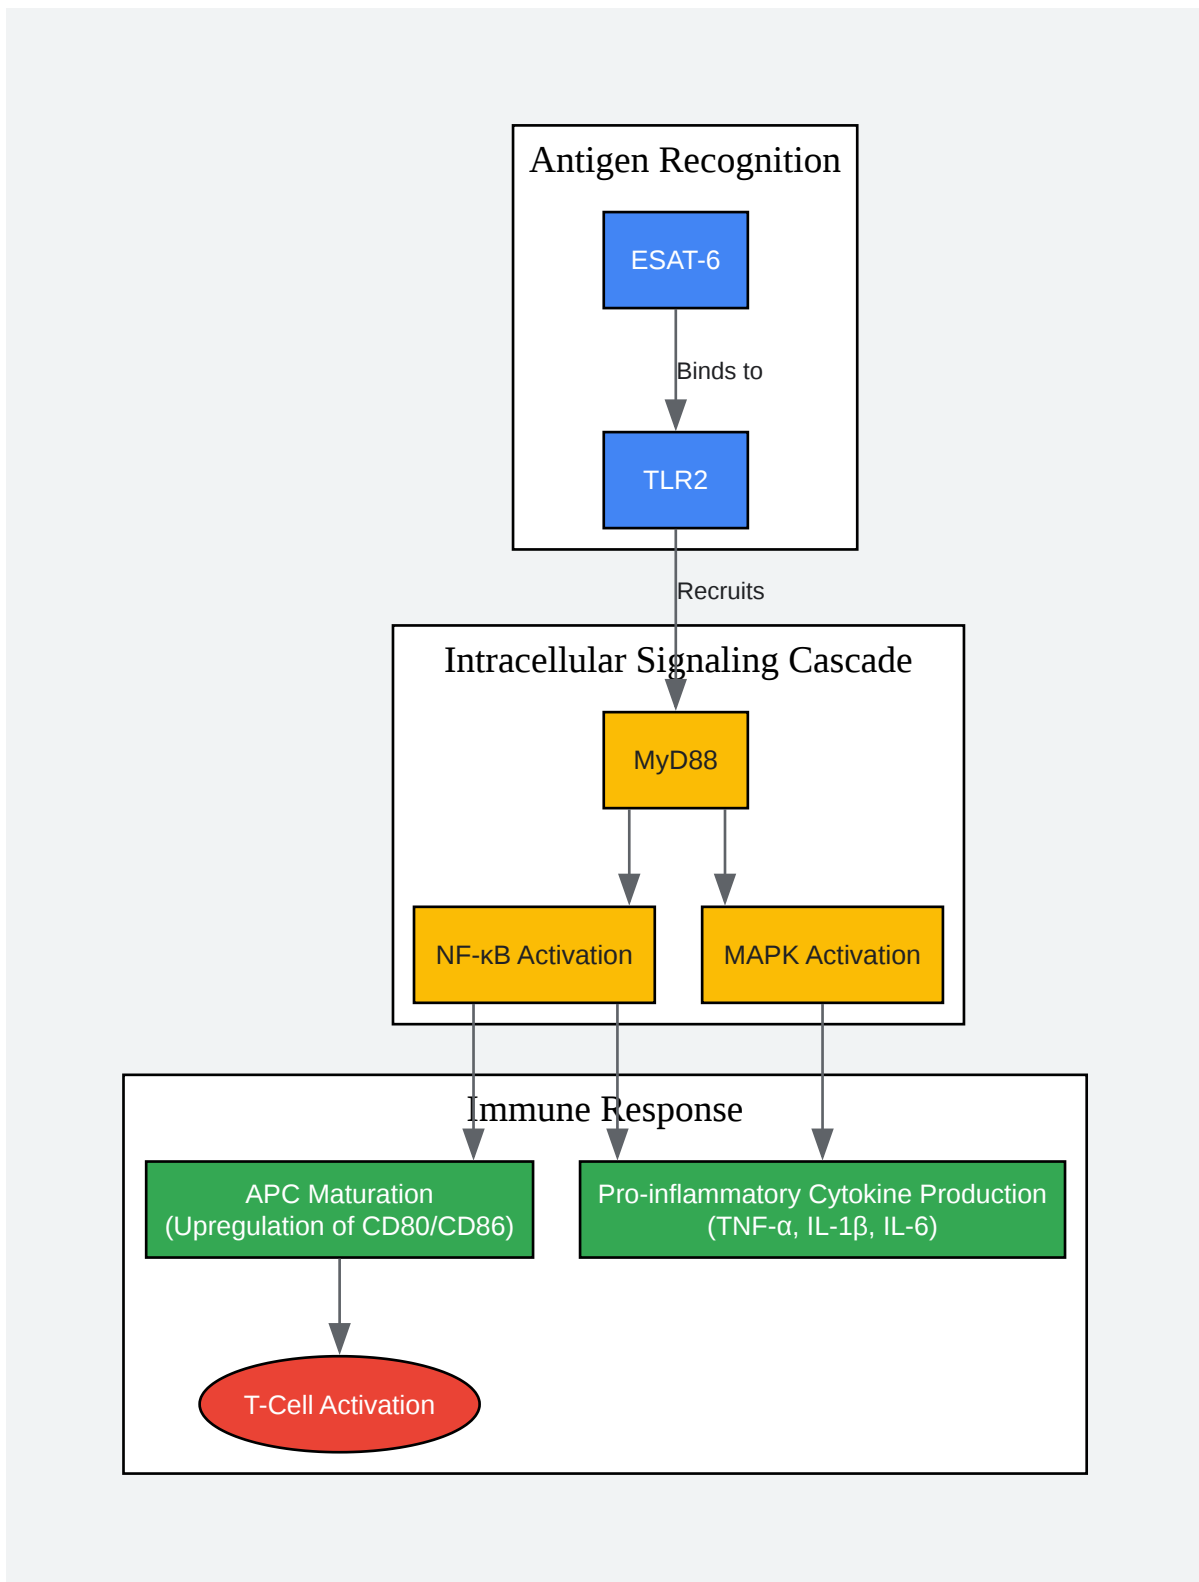 Antigen Recognition
ESAT-6
Binds to
TLR2
Recruits
Intracellular Signaling Cascade
MyD88
NF-κB Activation
MAPK Activation
Immune Response
APC Maturation
(Upregulation of CD80/CD86)
Pro-inflammatory Cytokine Production
(TNF-α, IL-1β, IL-6)
T-Cell Activation